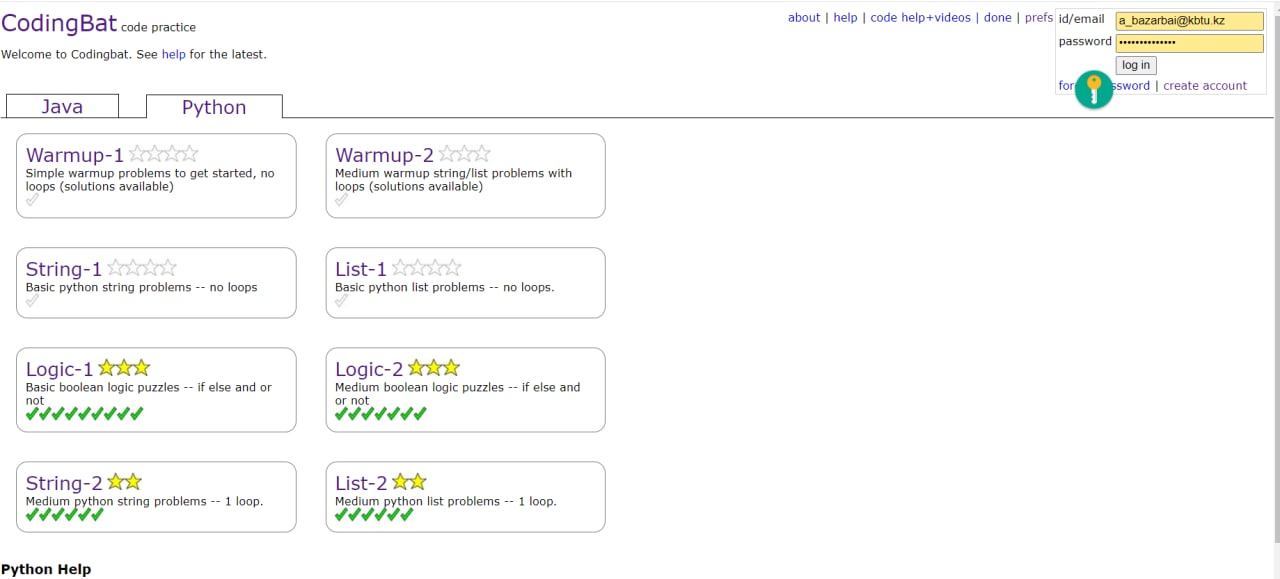 CodingBat code practice
about | help | code help+videos | done | prefs
id/email a_bazarbai@kbtu.kz
password ••••••••••••••
log in
for ssword | create account
Welcome to Codingbat. See help for the latest.
Java
Python
Warmup-1
Simple warmup problems to get started, no
loops (solutions available)
Warmup-2
Medium warmup string/list problems with
loops (solutions available)
String-1
Basic python string problems -- no loops
List-1
Basic python list problems -- no loops.
Logic-1
Basic boolean logic puzzles -- if else and or
not
Logic-2
Medium boolean logic puzzles -- if else and
or not
String-2
Medium python string problems -- 1 loop.
List-2
Medium python list problems -- 1 loop.
Python Help